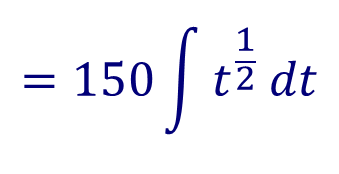 = 150 ∫ t^{1/2} dt